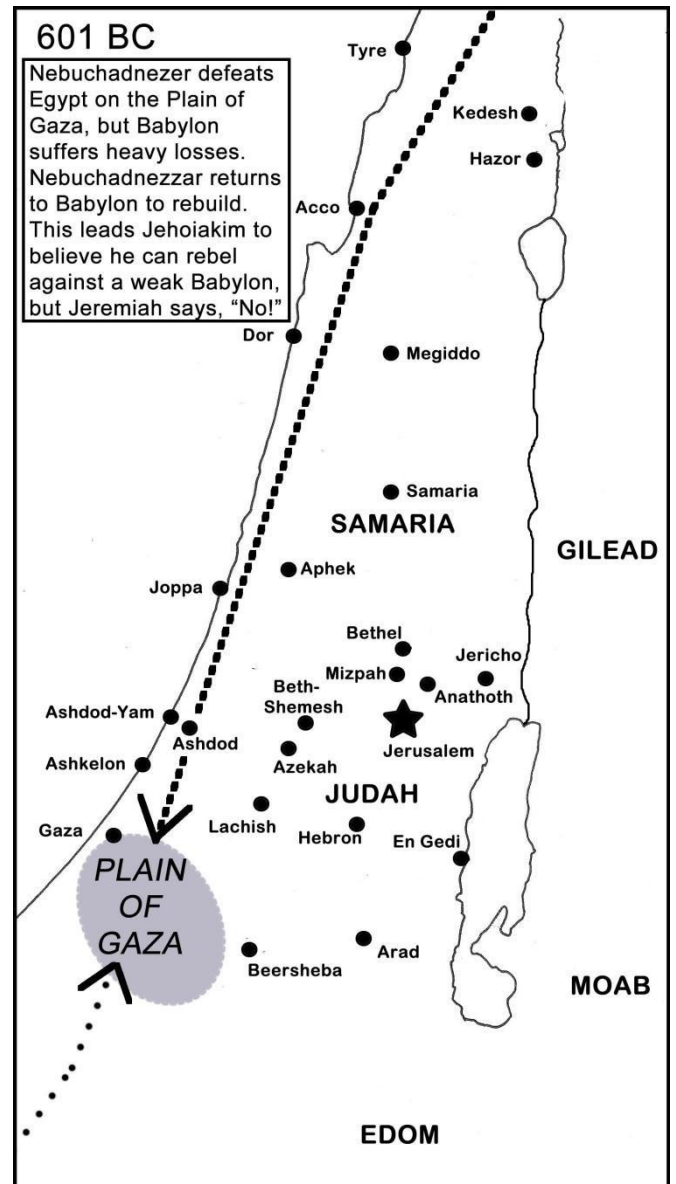 601 BC
Nebuchadnezer defeats
Egypt on the Plain of
Gaza, but Babylon
suffers heavy losses.
Nebuchadnezzar returns
to Babylon to rebuild.
This leads Jehoiakim to
believe he can rebel
against a weak Babylon,
but Jeremiah says, “No!”
Tyre
Kedesh
Hazor
Acco
Dor
Megiddo
Samaria
SAMARIA
GILEAD
Aphek
Joppa
Bethel
Jericho
Mizpah
Anathoth
Beth-
Shemesh
Ashdod-Yam
Ashdod
Jerusalem
Ashkelon
Azekah
JUDAH
Lachish
Gaza
Hebron
En Gedi
PLAIN
OF
GAZA
Arad
Beersheba
MOAB
EDOM